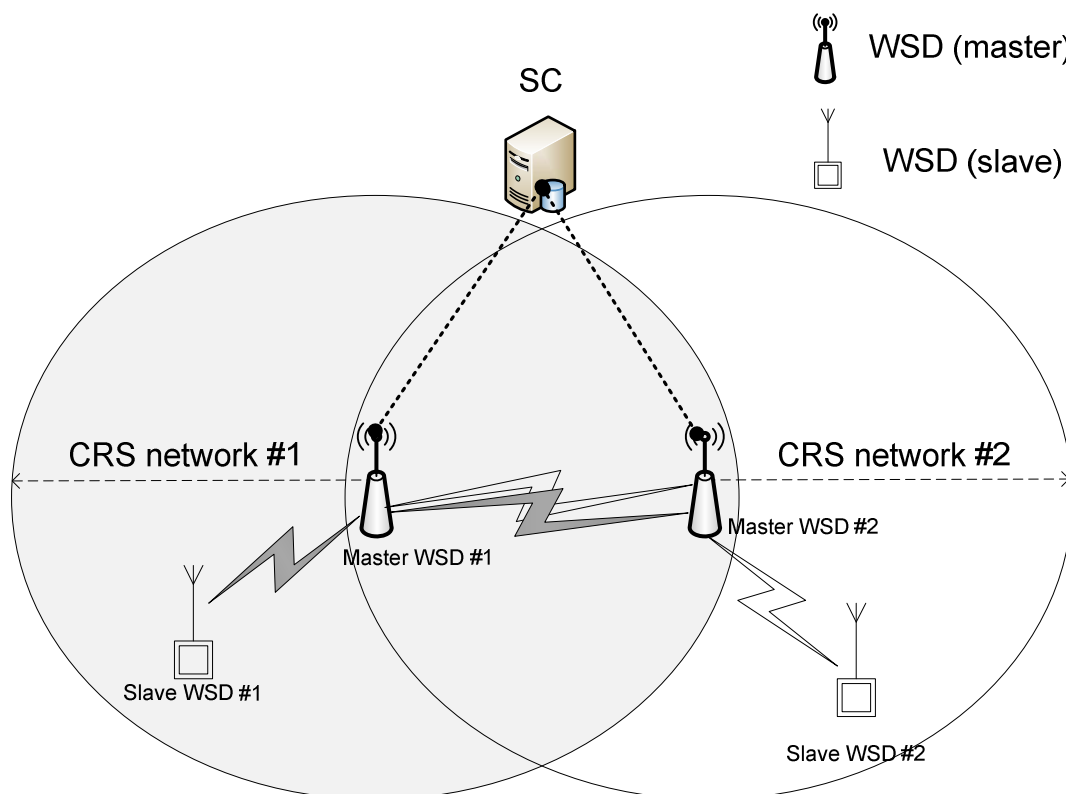 WSD (master)
SC
WSD (slave)
CRS network #1
CRS network #2
Master WSD #2
Master WSD #1
Slave WSD #1
Slave WSD #2